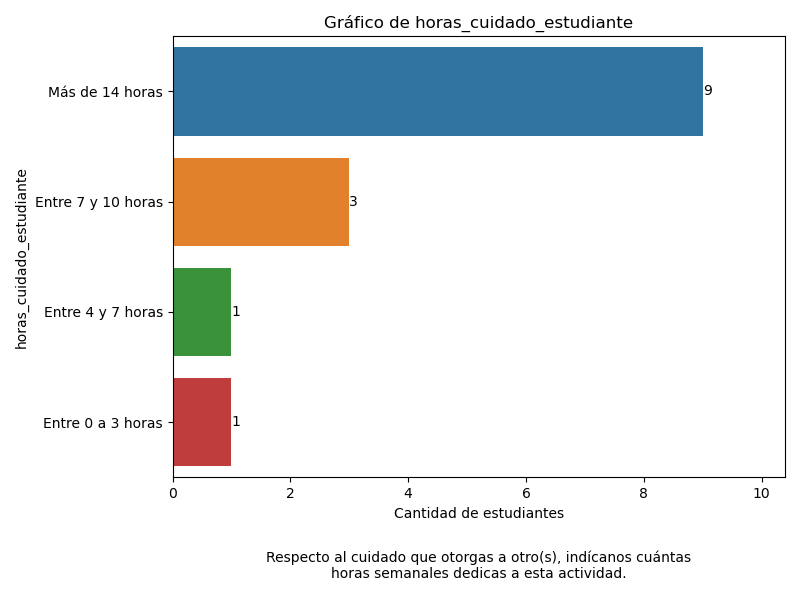 Gráfico de horas_cuidado_estudiante
horas_cuidado_estudiante
Más de 14 horas
9
Entre 7 y 10 horas
3
Entre 4 y 7 horas
1
Entre 0 a 3 horas
1
0 2 4 6 8 10
Cantidad de estudiantes
Respecto al cuidado que otorgas a otro(s), indícanos cuántas
horas semanales dedicas a esta actividad.